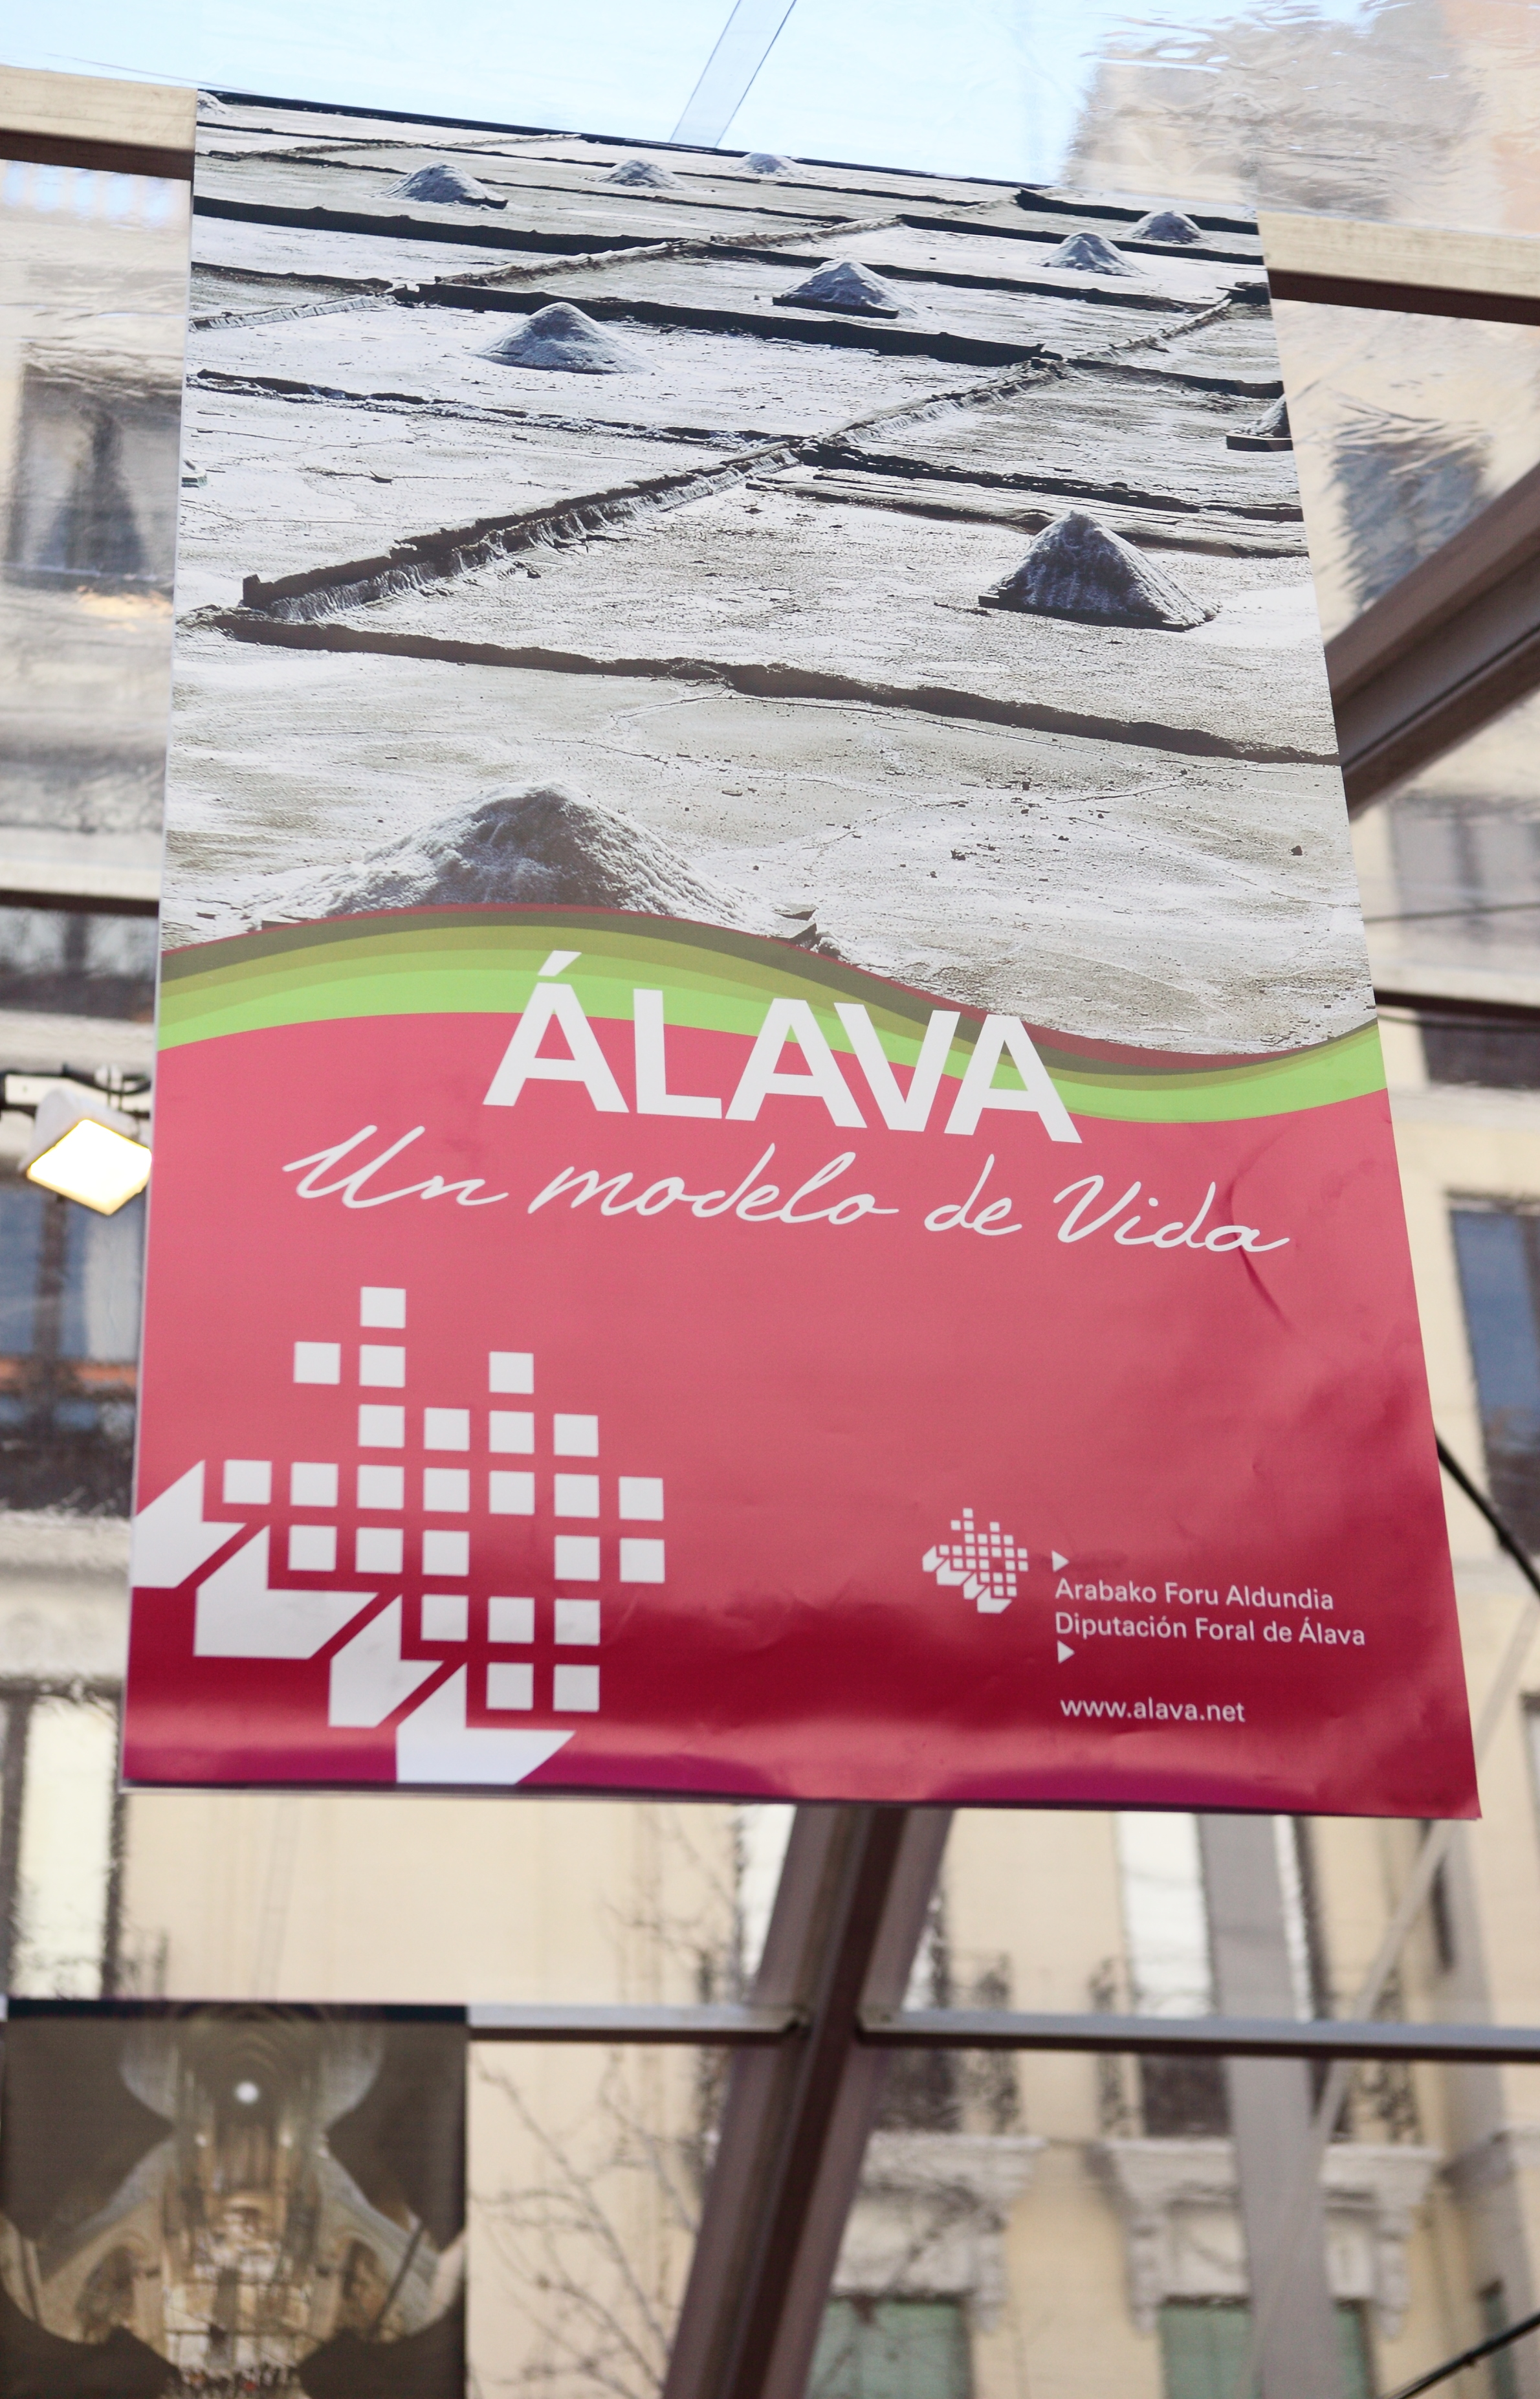 ÁLAVA
Un modelo de Vida
Arabako Foru Aldundia
Diputación Foral de Álava
www.alava.net